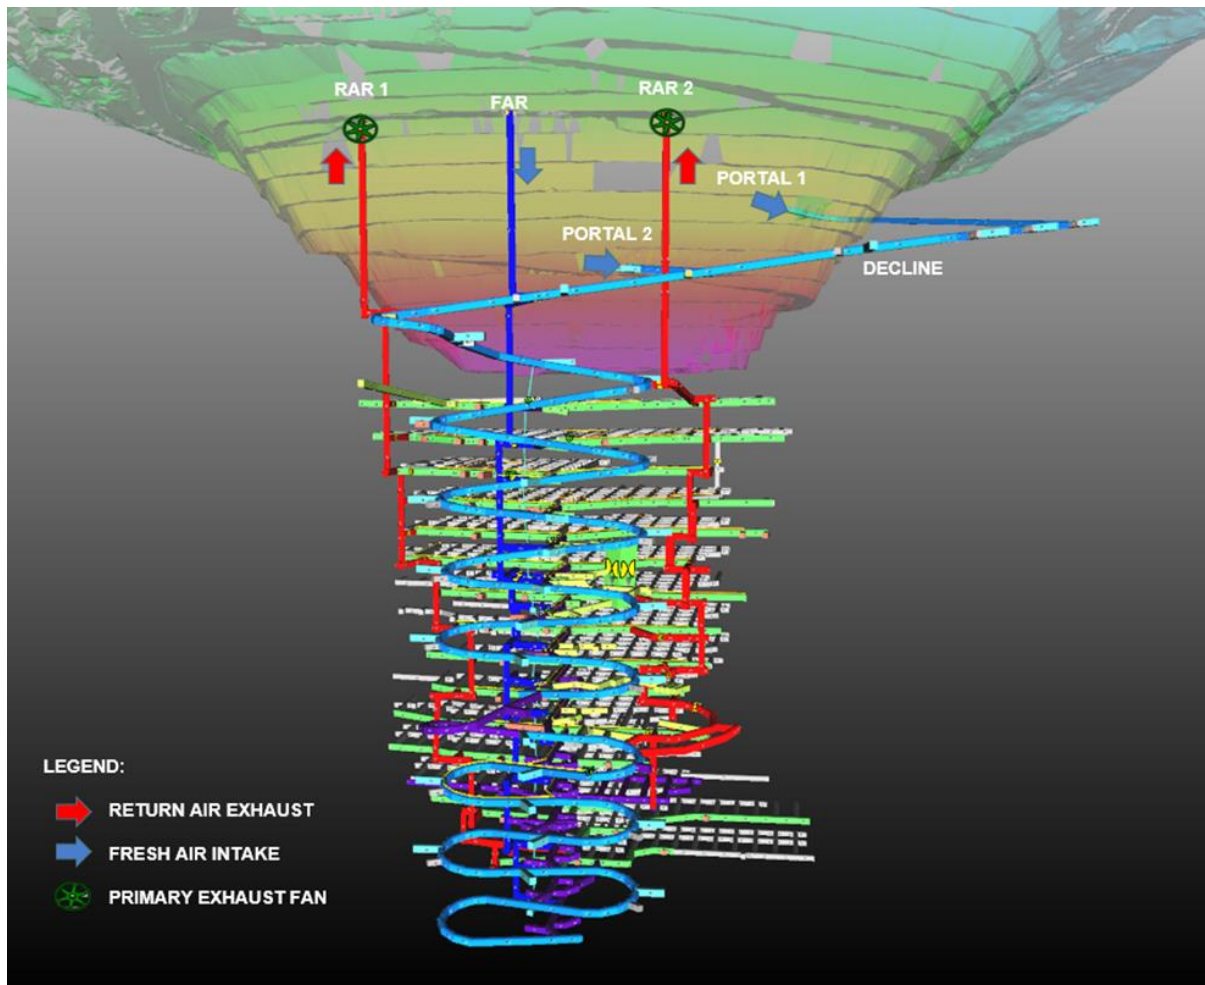 RAR 1
FAR
RAR 2
PORTAL 1
PORTAL 2
DECLINE
LEGEND:
RETURN AIR EXHAUST
FRESH AIR INTAKE
PRIMARY EXHAUST FAN